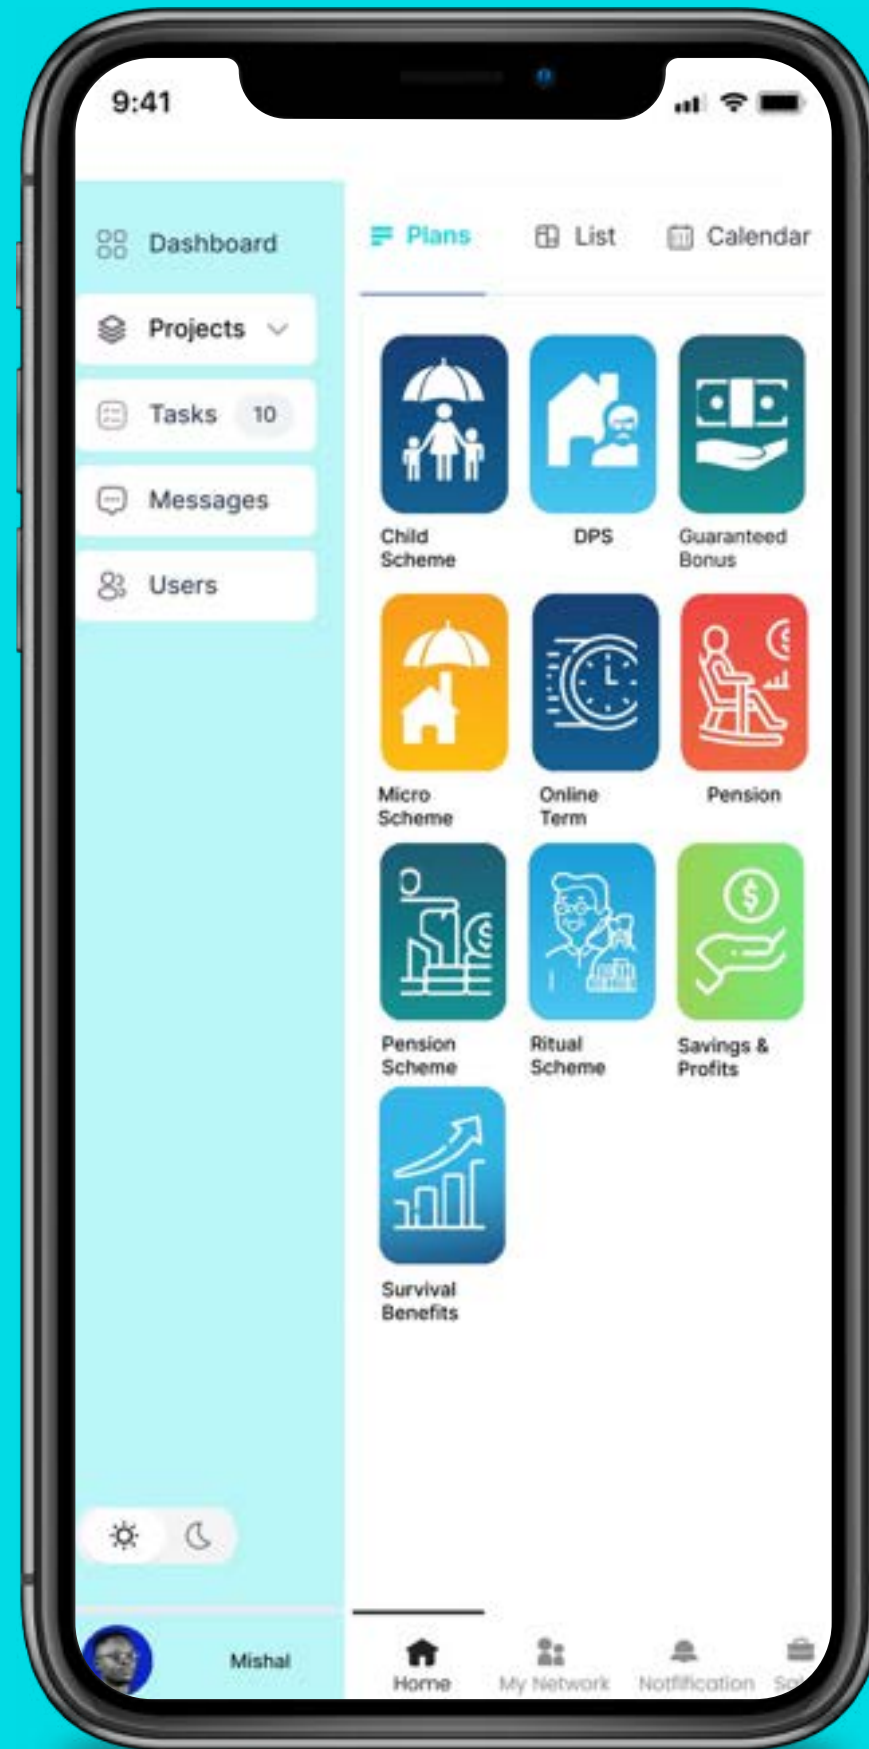 9:41
Dashboard
Projects
Tasks 10
Messages
Users
Mishal
Plans List Calendar
Child
Scheme
DPS
Guaranteed
Bonus
Micro
Scheme
Online
Term
Pension
Pension
Scheme
Ritual
Scheme
Savings &
Profits
Survival
Benefits
Home My Network Notfification